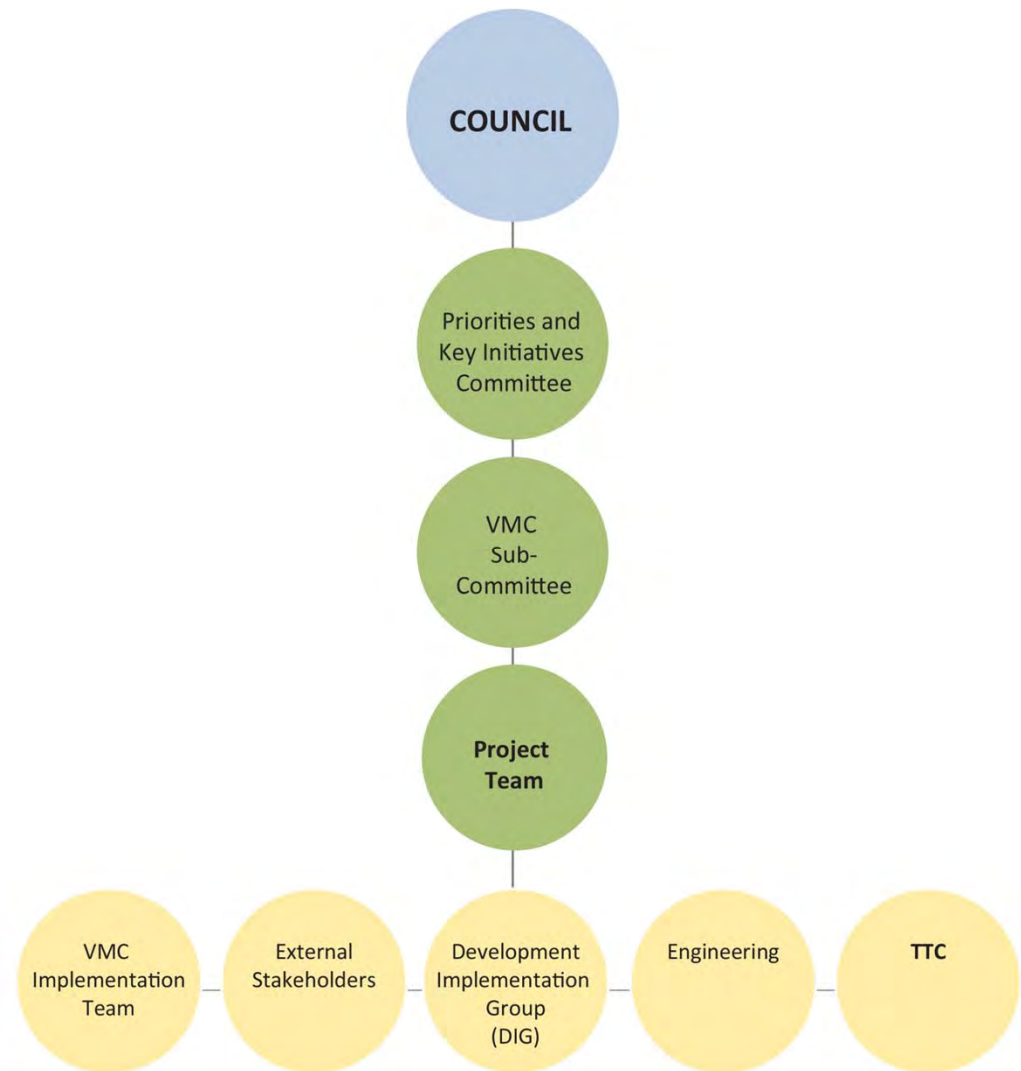 COUNCIL
Priorities and
Key Initiatives
Committee
VMC
Sub-
Committee
Project
Team
VMC
Implementation
Team
External
Stakeholders
Development
Implementation
Group
(DIG)
Engineering
TTC